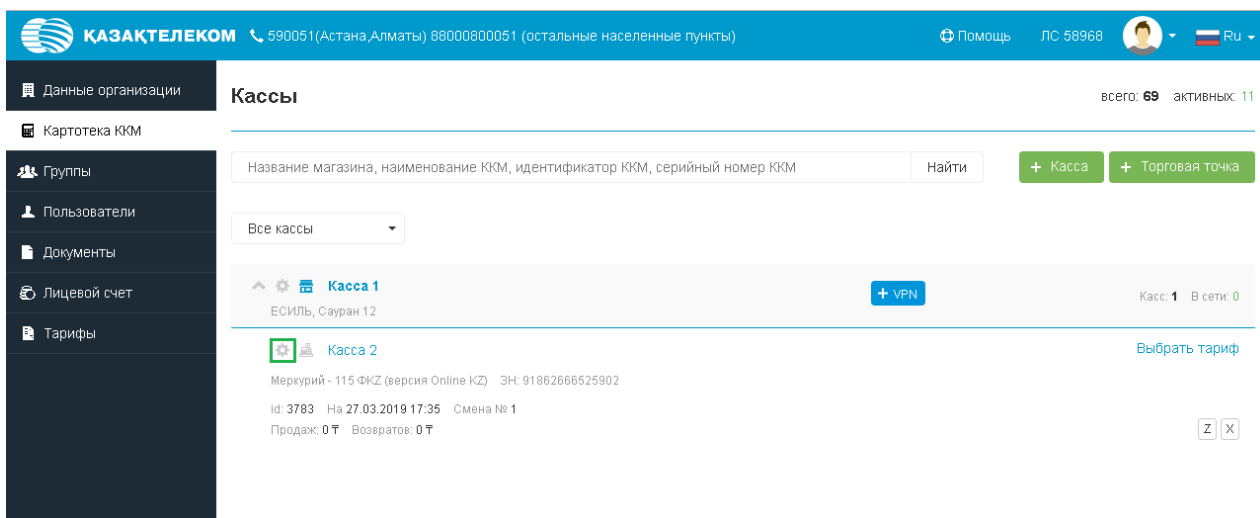 ҚАЗАҚТЕЛЕКОМ 590051(Астана,Алматы) 88000800051 (остальные населенные пункты) Помощь ЛС 58968 Ru
Данные организации
Картотека ККМ
Группы
Пользователи
Документы
Лицевой счет
Тарифы
Кассы всего: 69 активных: 11
Название магазина, наименование ККМ, идентификатор ККМ, серийный номер ККМ Найти + Касса + Торговая точка
Все кассы
Касса 1 + VPN Касс: 1 В сети: 0
ЕСИЛЬ, Сауран 12
Касса 2 Выбрать тариф
Меркурий - 115 ФKZ (версия Online KZ) ЗН: 91862666525902
id: 3783 На 27.03.2019 17:35 Смена № 1
Продаж: 0 ₸ Возвратов: 0 ₸ Z X